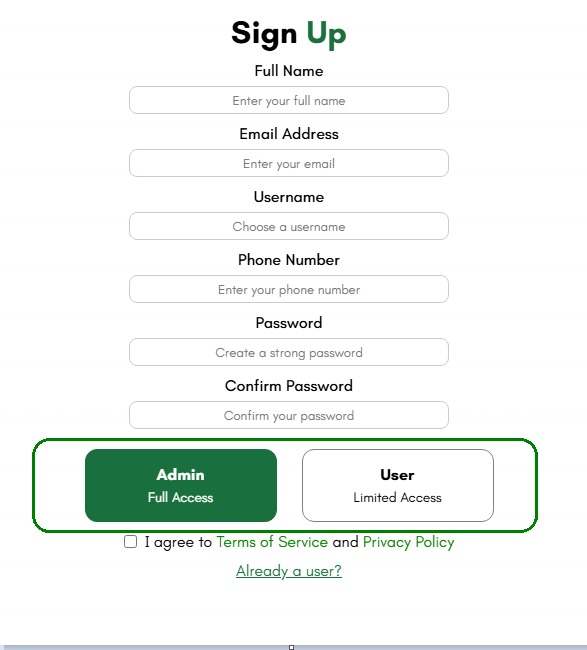 Sign Up
Full Name
Enter your full name
Email Address
Enter your email
Username
Choose a username
Phone Number
Enter your phone number
Password
Create a strong password
Confirm Password
Confirm your password
Admin
Full Access
User
Limited Access
I agree to Terms of Service and Privacy Policy
Already a user?